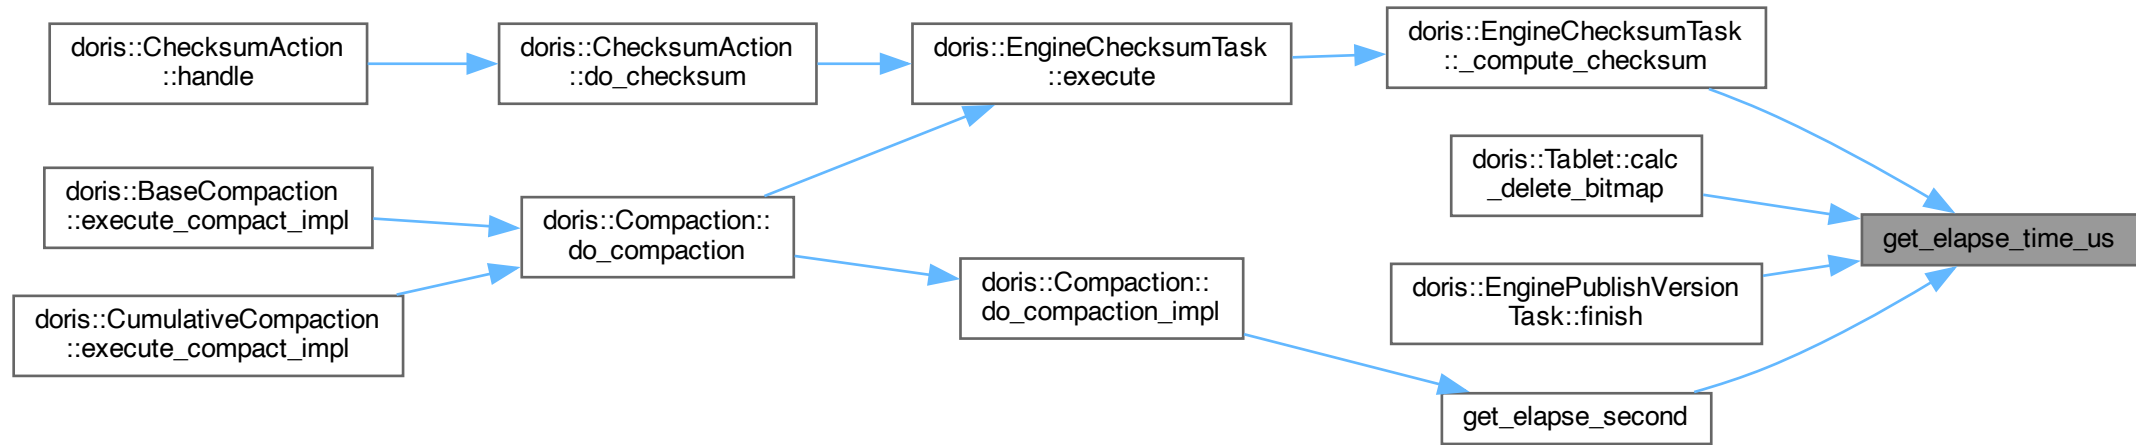 doris::ChecksumAction
::handle
doris::ChecksumAction
::do_checksum
doris::EngineChecksumTask
::execute
doris::EngineChecksumTask
::_compute_checksum
doris::Tablet::calc
_delete_bitmap
doris::BaseCompaction
::execute_compact_impl
doris::Compaction::
do_compaction
get_elapse_time_us
doris::Compaction::
do_compaction_impl
doris::EnginePublishVersion
Task::finish
doris::CumulativeCompaction
::execute_compact_impl
get_elapse_second